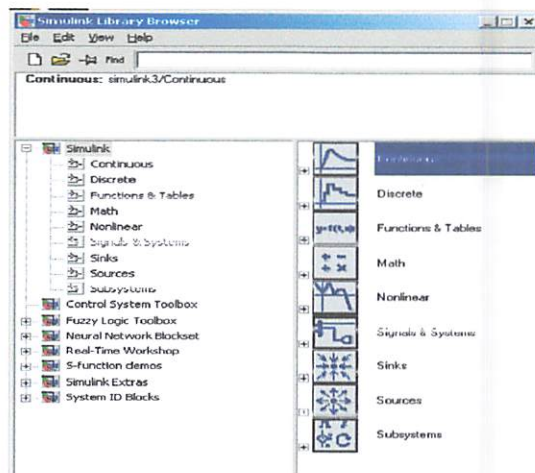 Simulink Library Browser
File Edit View Help
Find
Continuous: simulink3/Continuous
Simulink
Continuous
Discrete
Functions & Tables
Math
Nonlinear
Signals & Systems
Sinks
Sources
Subsystems
Control System Toolbox
Fuzzy Logic Toolbox
Neural Network Blockset
Real-Time Workshop
S-function demos
Simulink Extras
System ID Blocks
Continuous
Discrete
Functions & Tables
Math
Nonlinear
Signals & Systems
Sinks
Sources
Subsystems